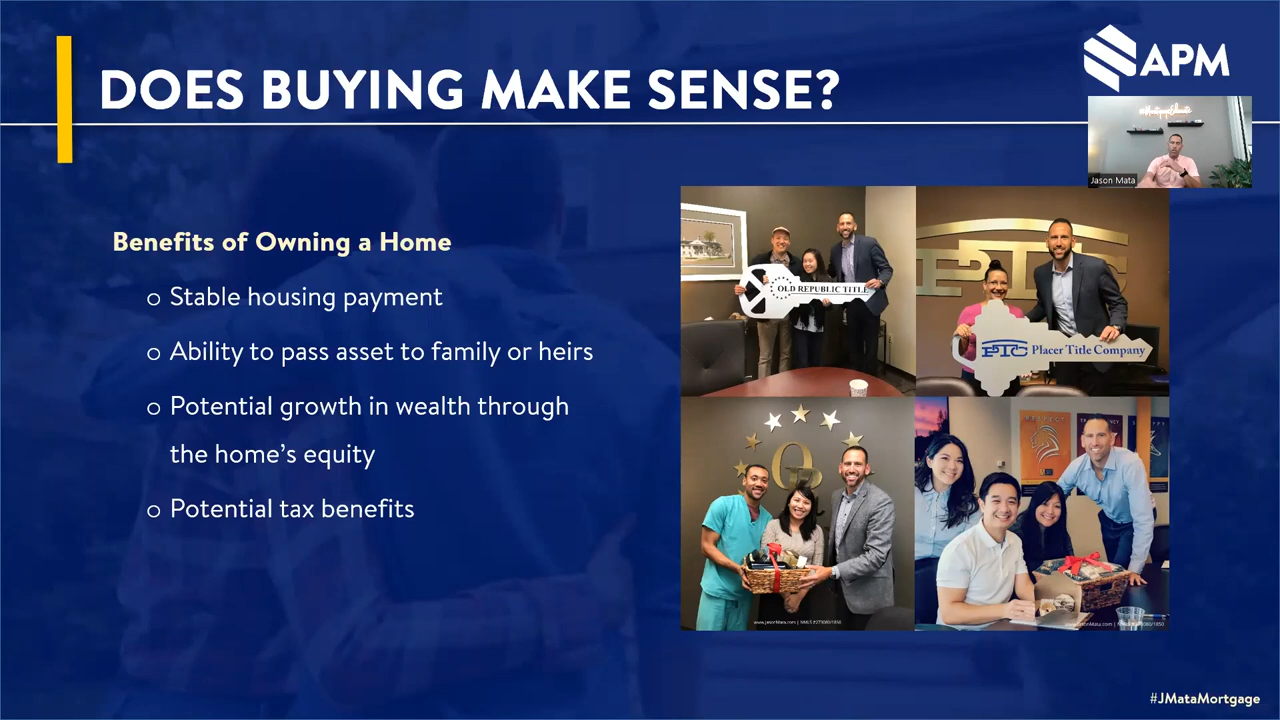 DOES BUYING MAKE SENSE?
APM
Jason Mata
Benefits of Owning a Home
o Stable housing payment
o Ability to pass asset to family or heirs
o Potential growth in wealth through
the home's equity
o Potential tax benefits
OLD REPUBLIC TITLE
PTC
PTC Placer Title Company
#JMataMortgage